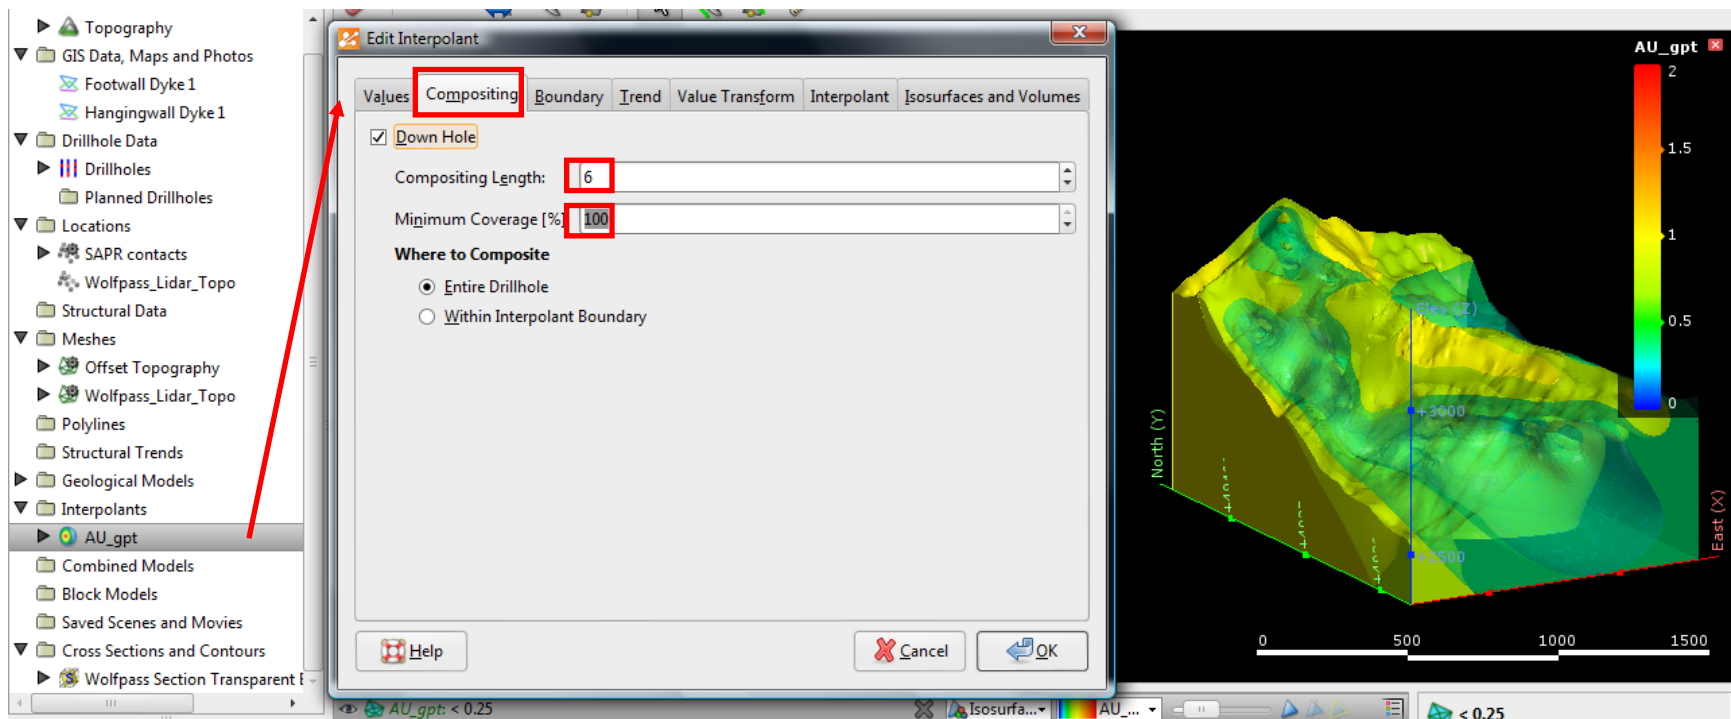 Topography
GIS Data, Maps and Photos
Footwall Dyke 1
Hangingwall Dyke 1
Drillhole Data
Drillholes
Planned Drillholes
Locations
SAPR contacts
Wolfpass_Lidar_Topo
Structural Data
Meshes
Offset Topography
Wolfpass_Lidar_Topo
Polylines
Structural Trends
Geological Models
Interpolants
AU_gpt
Combined Models
Block Models
Saved Scenes and Movies
Cross Sections and Contours
Wolfpass Section Transparent
Edit Interpolant
Values Compositing Boundary Trend Value Transform Interpolant Isosurfaces and Volumes
Down Hole
Compositing Length: 6
Minimum Coverage [%] 100
Where to Composite
Entire Drillhole
Within Interpolant Boundary
Help Cancel OK
AU_gpt
2
1.5
1
0.5
0
Elev (Z)
+3000
+2500
North (Y)
East (X)
0 500 1000 1500
AU_gpt: < 0.25 Isosurfa... AU_... < 0.25